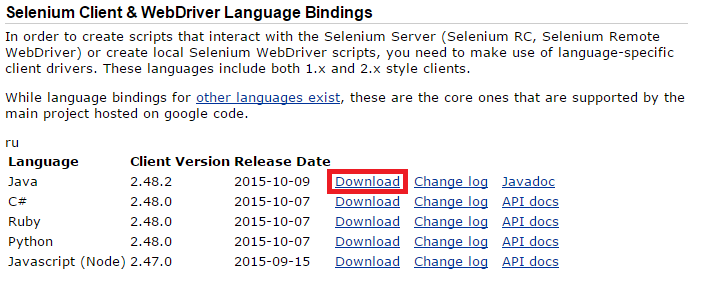 Selenium Client & WebDriver Language Bindings
In order to create scripts that interact with the Selenium Server (Selenium RC, Selenium Remote
WebDriver) or create local Selenium WebDriver scripts, you need to make use of language-specific
client drivers. These languages include both 1.x and 2.x style clients.
While language bindings for other languages exist, these are the core ones that are supported by the
main project hosted on google code.
ru
Language Client Version Release Date
Java 2.48.2 2015-10-09 Download Change log Javadoc
C# 2.48.0 2015-10-07 Download Change log API docs
Ruby 2.48.0 2015-10-07 Download Change log API docs
Python 2.48.0 2015-10-07 Download Change log API docs
Javascript (Node) 2.47.0 2015-09-15 Download Change log API docs